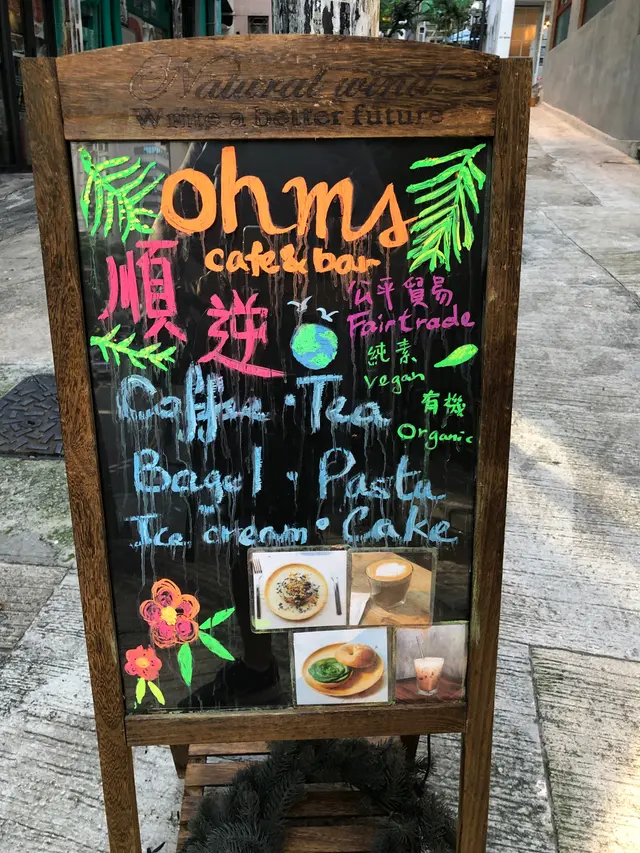 Natural wind
Write a better future
ohms
cafe & bar
順逆
公平貿易
Fairtrade
純素
vegan
有機
Organic
Coffee · Tea
Bagel · Pasta
Ice cream · Cake